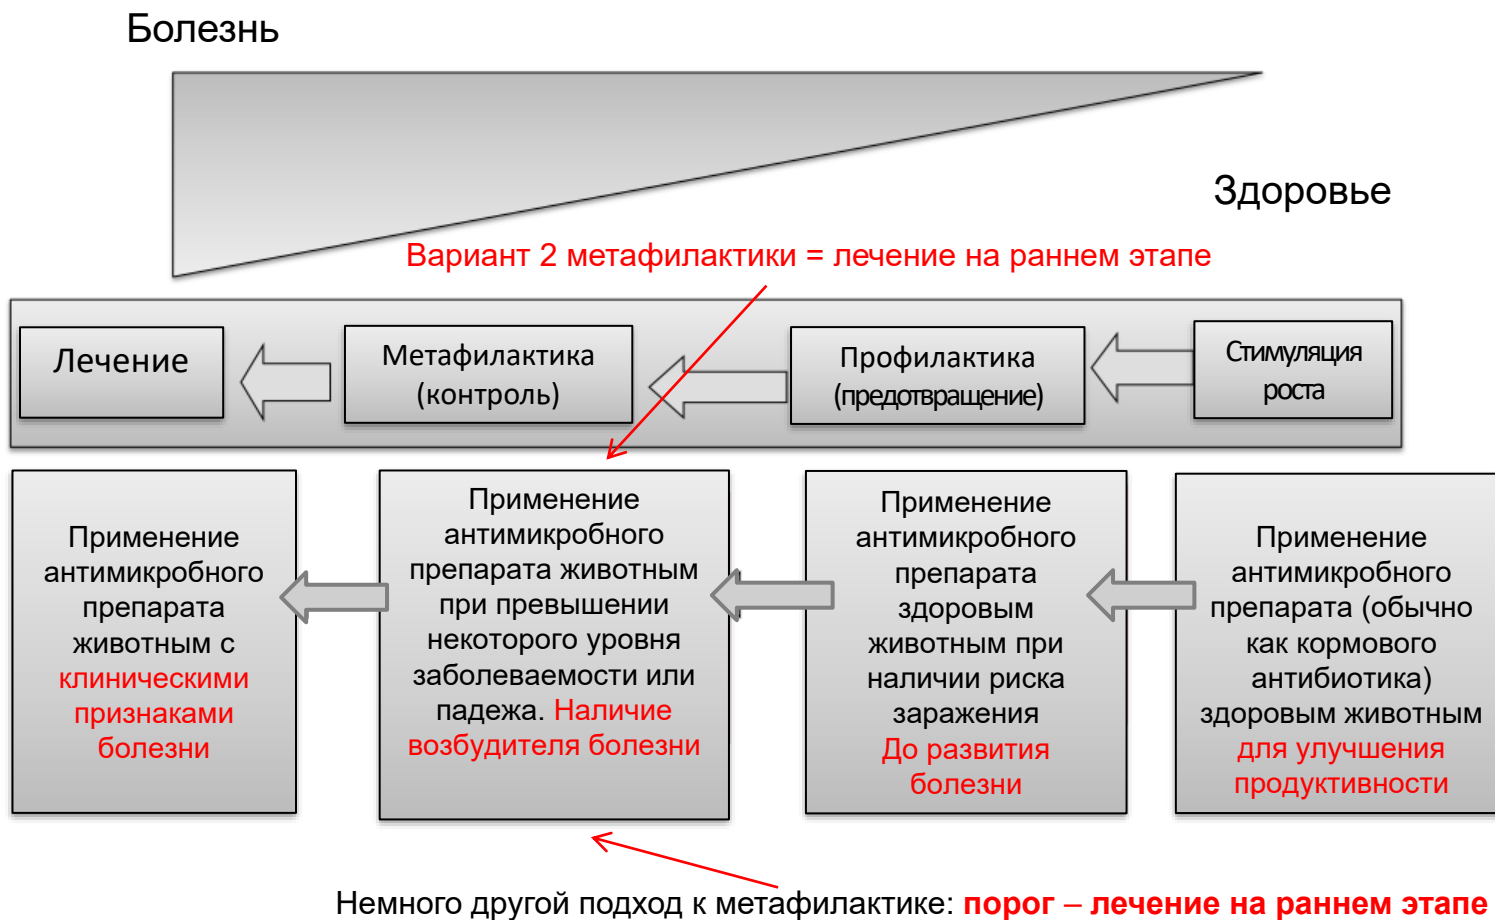 Болезнь
Здоровье
Вариант 2 метафилактики = лечение на раннем этапе
Лечение
Метафилактика
(контроль)
Профилактика
(предотвращение)
Стимуляция
роста
Применение
антимикробного
препарата
животным с
клиническими
признаками
болезни
Применение
антимикробного
препарата животным
при превышении
некоторого уровня
заболеваемости или
падежа. Наличие
возбудителя болезни
Применение
антимикробного
препарата
здоровым
животным при
наличии риска
заражения
До развития
болезни
Применение
антимикробного
препарата (обычно
как кормового
антибиотика)
здоровым животным
для улучшения
продуктивности
Немного другой подход к метафилактике: порог – лечение на раннем этапе